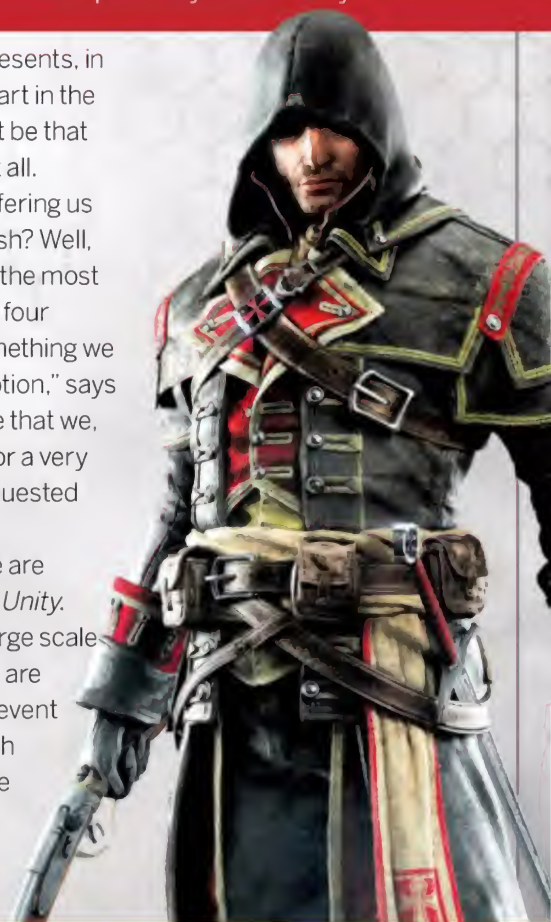 esents, in
art in the
t be that
all.
fering us
sh? Well,
the most
four
mething we
tion," says
e that we,
or a very
uested
are
Unity.
rge scale
are
event
h
e